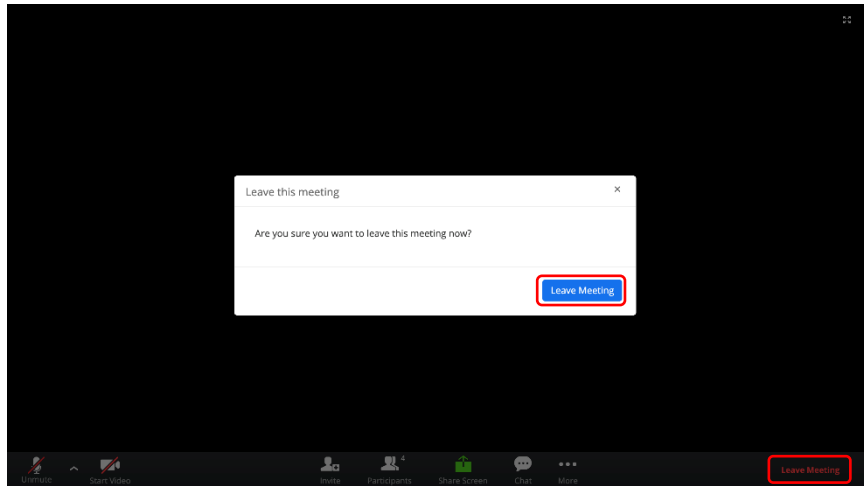 Leave this meeting
×
Are you sure you want to leave this meeting now?
Leave Meeting
4
Unmute
Start Video
Invite
Participants
Share Screen
Chat
More
Leave Meeting